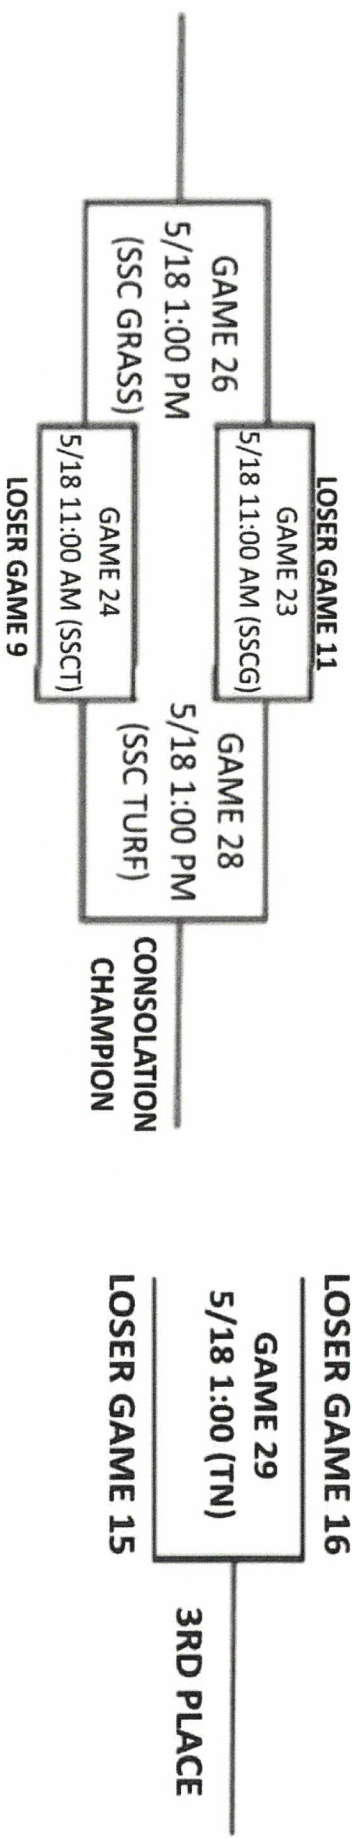 LOSER GAME 11
GAME 23
5/18 11:00 AM (SSCG)
GAME 26
5/18 1:00 PM
(SSC GRASS)
GAME 28
5/18 1:00 PM
(SSC TURF)
GAME 24
5/18 11:00 AM (SSCT)
LOSER GAME 9
CONSOLATION
CHAMPION
LOSER GAME 16
GAME 29
5/18 1:00 (TN)
LOSER GAME 15
3RD PLACE